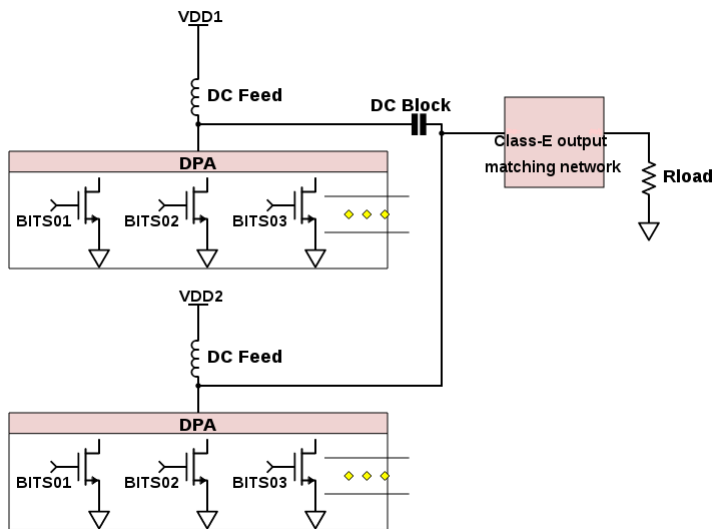 VDD1
DC Feed
DC Block
Class-E output
matching network
Rload
DPA
BITS01
BITS02
BITS03
VDD2
DC Feed
DPA
BITS01
BITS02
BITS03